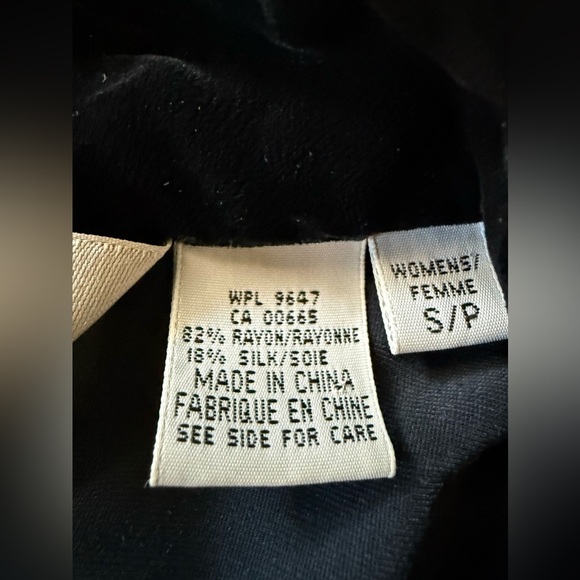 WPL 9647
CA 00665
82% RAYON/RAYONNE
18% SILK/SOIE
MADE IN CHINA
FABRIQUE EN CHINE
SEE SIDE FOR CARE
WOMENS/
FEMME
S/P